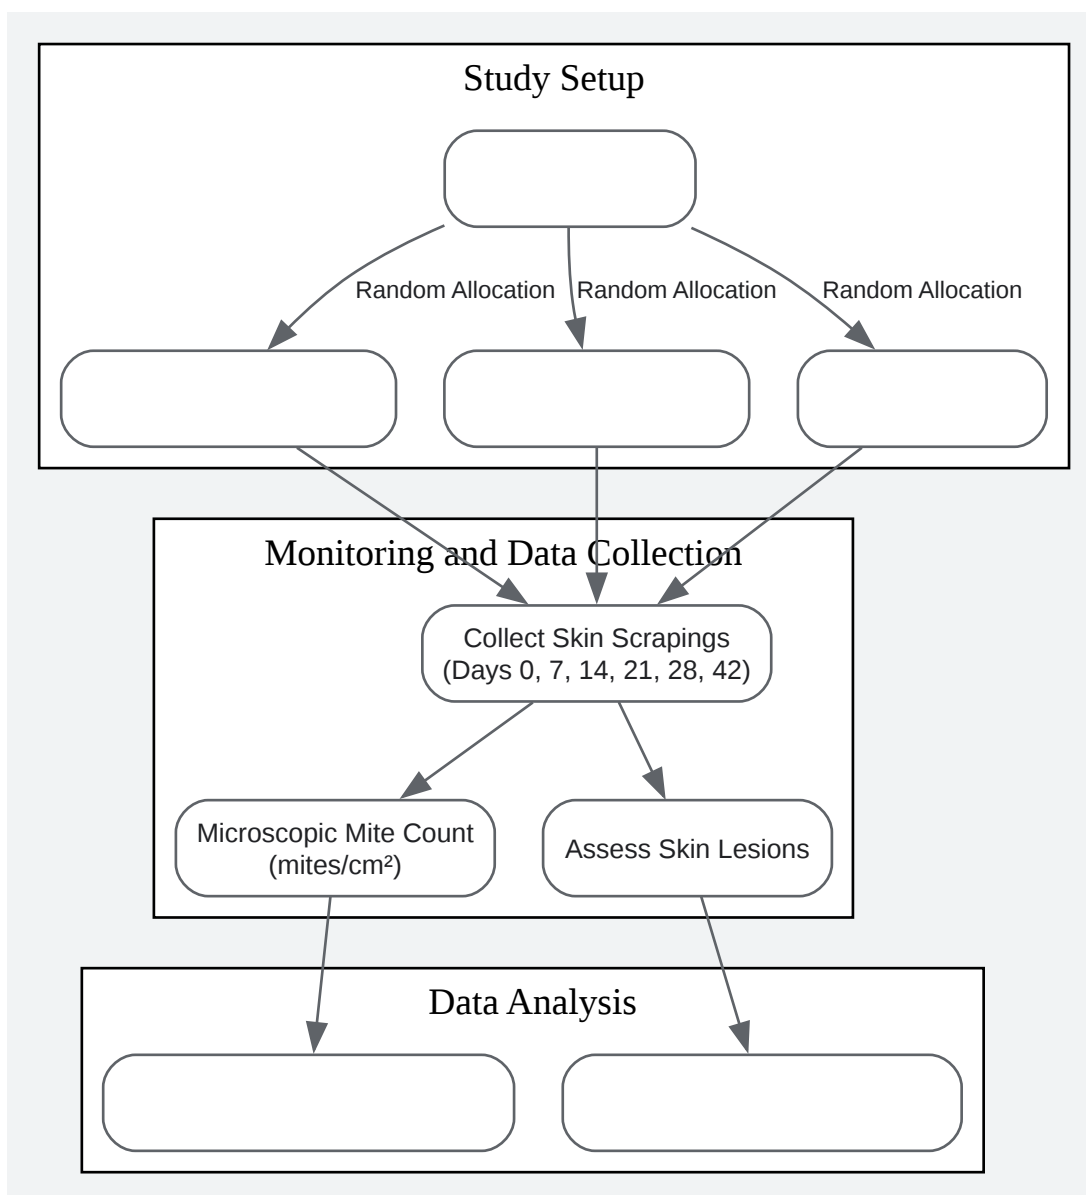 Study Setup
Random Allocation
Random Allocation
Random Allocation
Monitoring and Data Collection
Collect Skin Scrapings
(Days 0, 7, 14, 21, 28, 42)
Microscopic Mite Count
(mites/cm²)
Assess Skin Lesions
Data Analysis